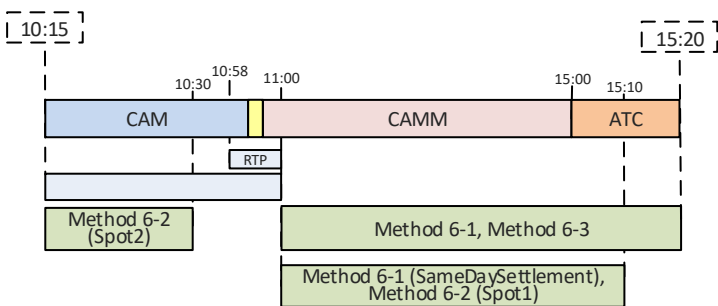 10:15
15:20
10:58
10:30
11:00
15:00
15:10
CAM
CAMM
ATC
RTP
Method 6-2
(Spot2)
Method 6-1, Method 6-3
Method 6-1 (SameDaySettlement),
Method 6-2 (Spot1)